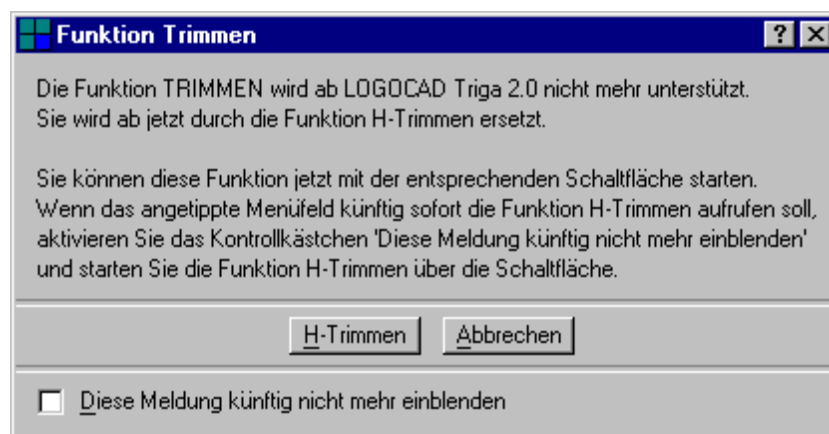 Funktion Trimmen
Die Funktion TRIMMEN wird ab LOGOCAD Triga 2.0 nicht mehr unterstützt.
Sie wird ab jetzt durch die Funktion H-Trimmen ersetzt.
Sie können diese Funktion jetzt mit der entsprechenden Schaltfläche starten.
Wenn das angetippte Menüfeld künftig sofort die Funktion H-Trimmen aufrufen soll,
aktivieren Sie das Kontrollkästchen 'Diese Meldung künftig nicht mehr einblenden'
und starten Sie die Funktion H-Trimmen über die Schaltfläche.
H-Trimmen Abbrechen
Diese Meldung künftig nicht mehr einblenden